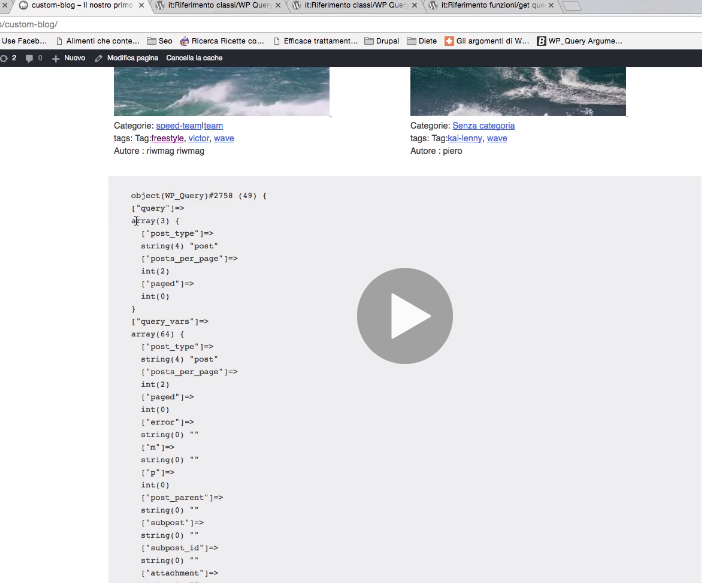 custom-blog – Il nostro primo
it:Riferimento classi/WP Quer
it:Riferimento classi/WP Quer
it:Riferimento funzioni/get que
s/custom-blog/
Use Faceb... Alimenti che conte... Seo Ricerca Ricette co... Efficace trattament... Drupal Diete Gli argomenti di W... WP_Query Argume...
2 0 Nuovo Modifica pagina Cancella la cache
Categorie: speed-team|team
tags: Tag:freestyle, victor, wave
Autore : riwmag riwmag
Categorie: Senza categoria
tags: Tag:kai-lenny, wave
Autore : piero
object(WP_Query)#2758 (49) {
["query"]=>
array(3) {
["post_type"]=>
string(4) "post"
["posts_per_page"]=>
int(2)
["paged"]=>
int(0)
}
["query_vars"]=>
array(64) {
["post_type"]=>
string(4) "post"
["posts_per_page"]=>
int(2)
["paged"]=>
int(0)
["error"]=>
string(0) ""
["m"]=>
string(0) ""
["p"]=>
int(0)
["post_parent"]=>
string(0) ""
["subpost"]=>
string(0) ""
["subpost_id"]=>
string(0) ""
["attachment"]=>